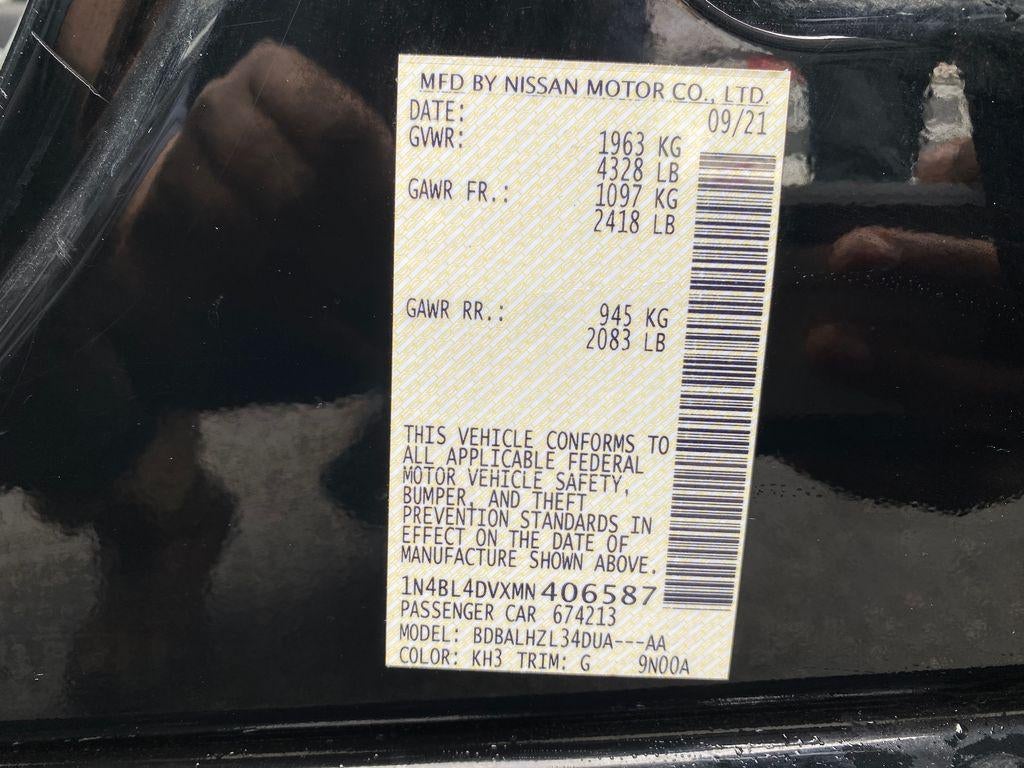 MFD BY NISSAN MOTOR CO., LTD.
DATE: 09/21
GVWR: 1963 KG
4328 LB
GAWR FR.: 1097 KG
2418 LB
GAWR RR.: 945 KG
2083 LB
THIS VEHICLE CONFORMS TO
ALL APPLICABLE FEDERAL
MOTOR VEHICLE SAFETY,
BUMPER, AND THEFT
PREVENTION STANDARDS IN
EFFECT ON THE DATE OF
MANUFACTURE SHOWN ABOVE.
1N4BL4DVXMN406587
PASSENGER CAR 674213
MODEL: BDBALHZL34DUA---AA
COLOR: KH3 TRIM: G 9N00A